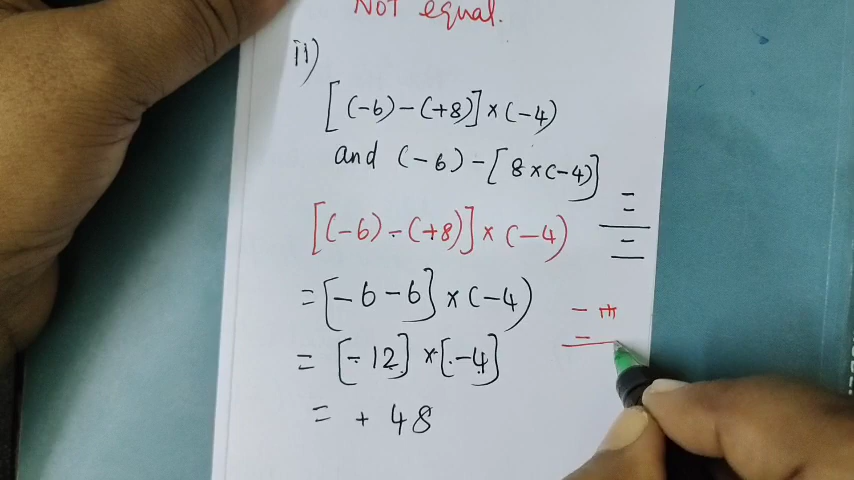 Not equal.
ii)
[(-6)-(+8)]×(-4)
and (-6)-[8×(-4)]
[(-6)-(+8)]×(-4)
=[-6-6]×(-4)
= [-12]×[-4]
= + 48